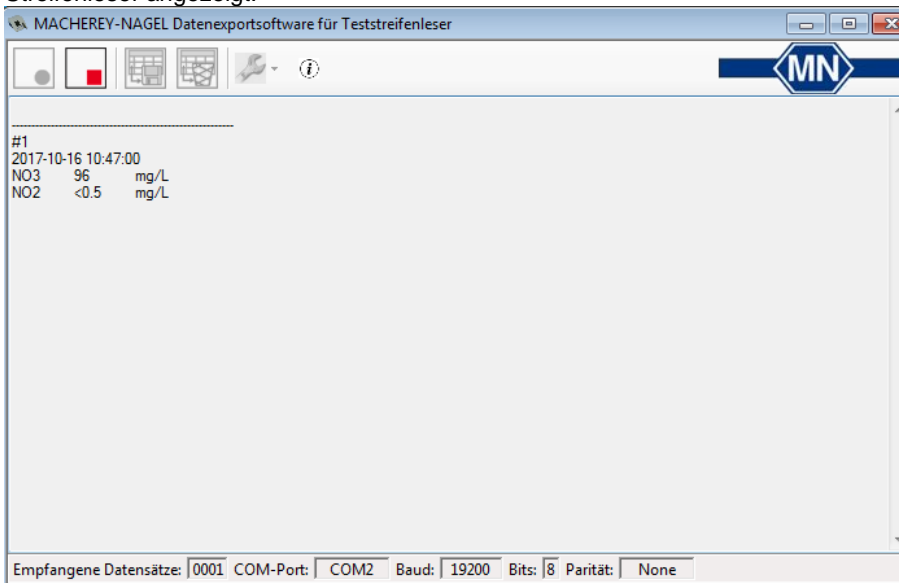 MACHEREY-NAGEL Datenexportsoftware für Teststreifenleser
i
MN
#1
2017-10-16 10:47:00
NO3 96 mg/L
NO2 <0.5 mg/L
Empfangene Datensätze: 0001 COM-Port: COM2 Baud: 19200 Bits: 8 Parität: None